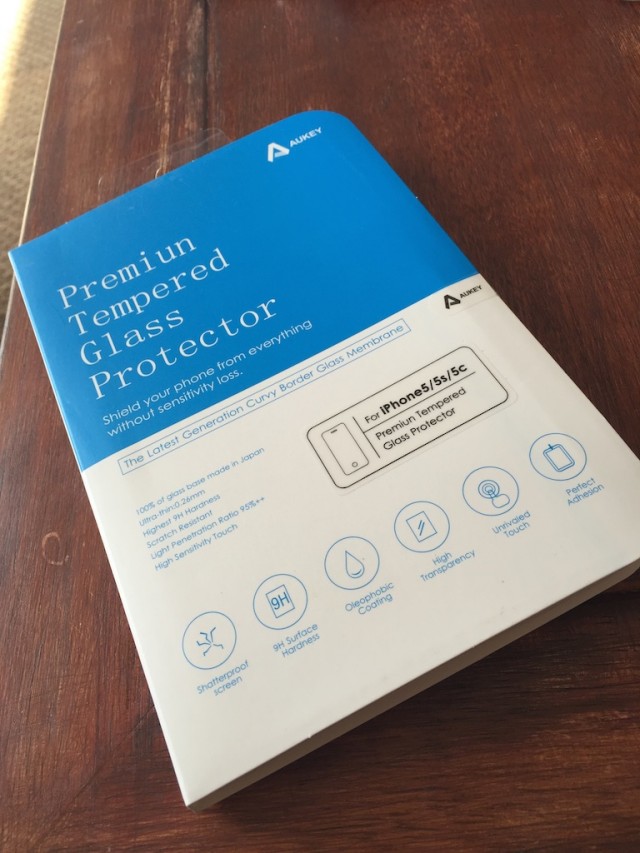 AUKEY
Premiun
Tempered
Glass
Protector
Shield your phone from everything
without sensitivity loss.
AUKEY
The Latest Generation Curvy Border Glass Membrane
For iPhone5/5s/5c
Premiun Tempered
Glass Protector
100% of glass base made in Japan
Ultra-thin:0.26mm
Highest 9H Hardness
Scratch Resistant
Light Penetration Ratio 95%++
High Sensitivity Touch
Shatterproof
screen
9H
9H Surface
Hardness
Oleophobic
Coating
High
Transparency
Unrivaled
Touch
Perfect
Adhesion